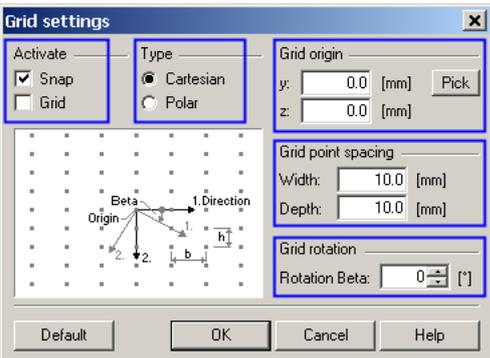 Grid settings
Activate
Snap
Grid
Type
Cartesian
Polar
Grid origin
y: 0.0 [mm] Pick
z: 0.0 [mm]
Beta
1.Direction
Origin
1.
2.
2.
h
b
Grid point spacing
Width: 10.0 [mm]
Depth: 10.0 [mm]
Grid rotation
Rotation Beta: 0 [°]
Default OK Cancel Help